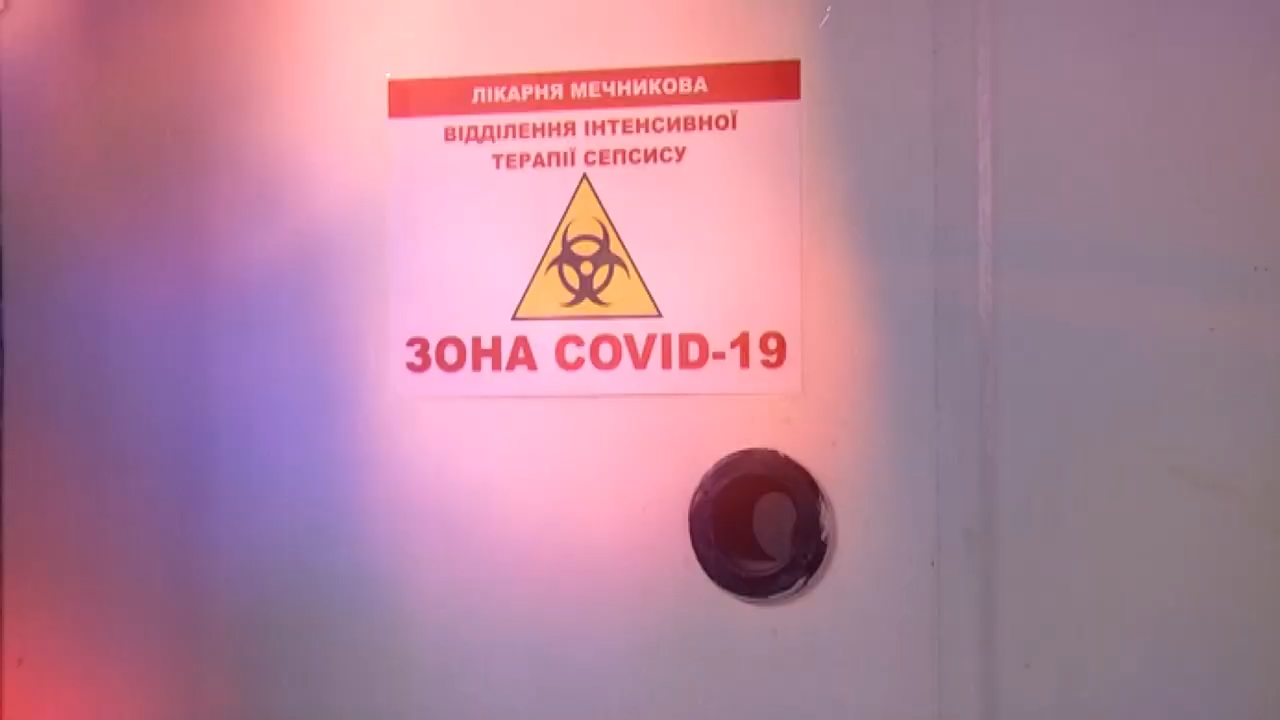 ЛІКАРНЯ МЕЧНИКОВА
ВІДДІЛЕННЯ ІНТЕНСИВНОЇ
ТЕРАПІЇ СЕПСИСУ
ЗОНА COVID-19